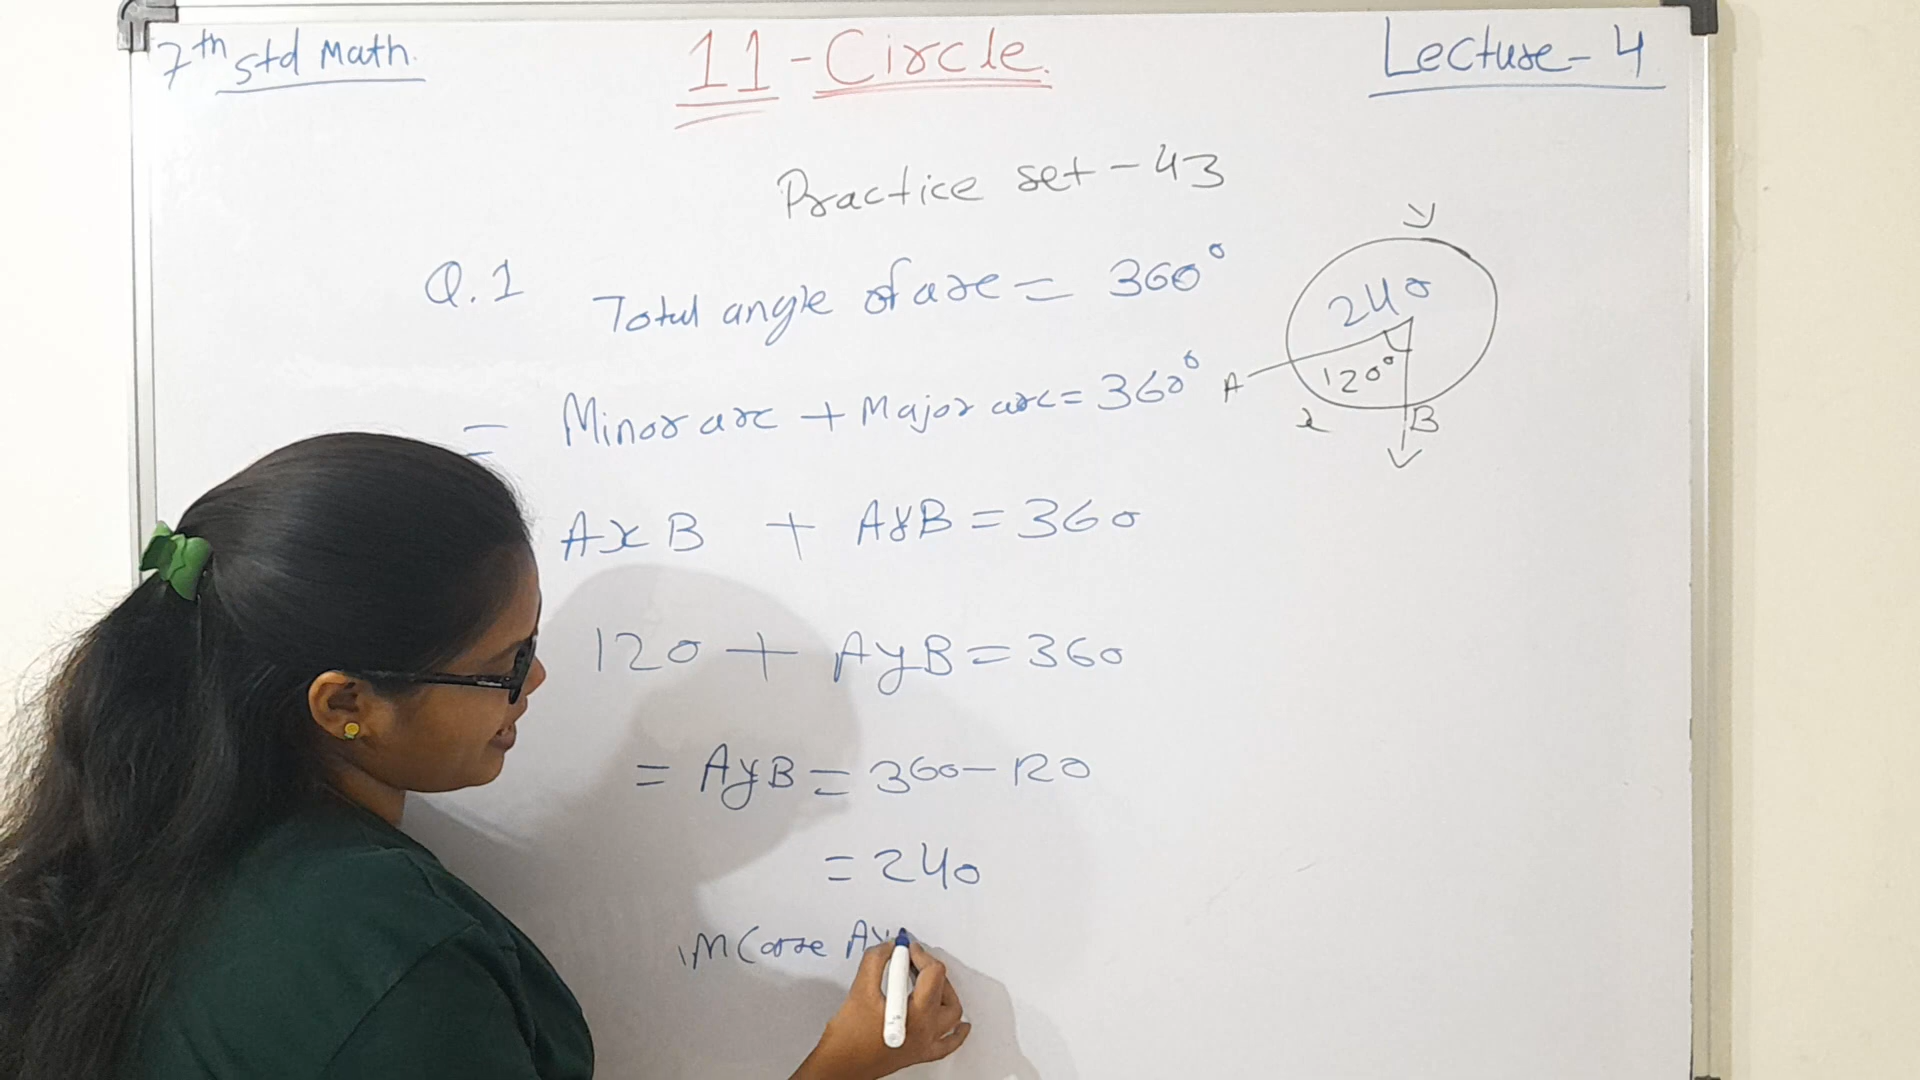 7th std Math.
11-Circle.
Lecture-4
Practice set-43
Q.1 Total angle of arc = 360°
= Minor arc + Major arc = 360°
AxB + AyB = 360
120 + AyB = 360
= AyB = 360-120
= 240
M(arc Ay
y
240
120°
A
x
B